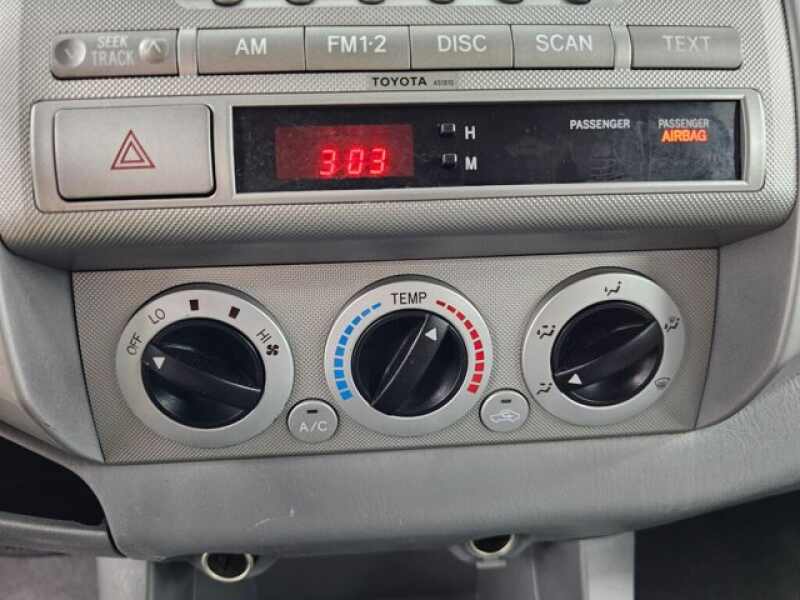 SEEK
TRACK
AM
FM1·2
DISC
SCAN
TEXT
TOYOTA
3:03
H
M
PASSENGER
PASSENGER
AIRBAG
OFF
LO
HI
TEMP
A/C